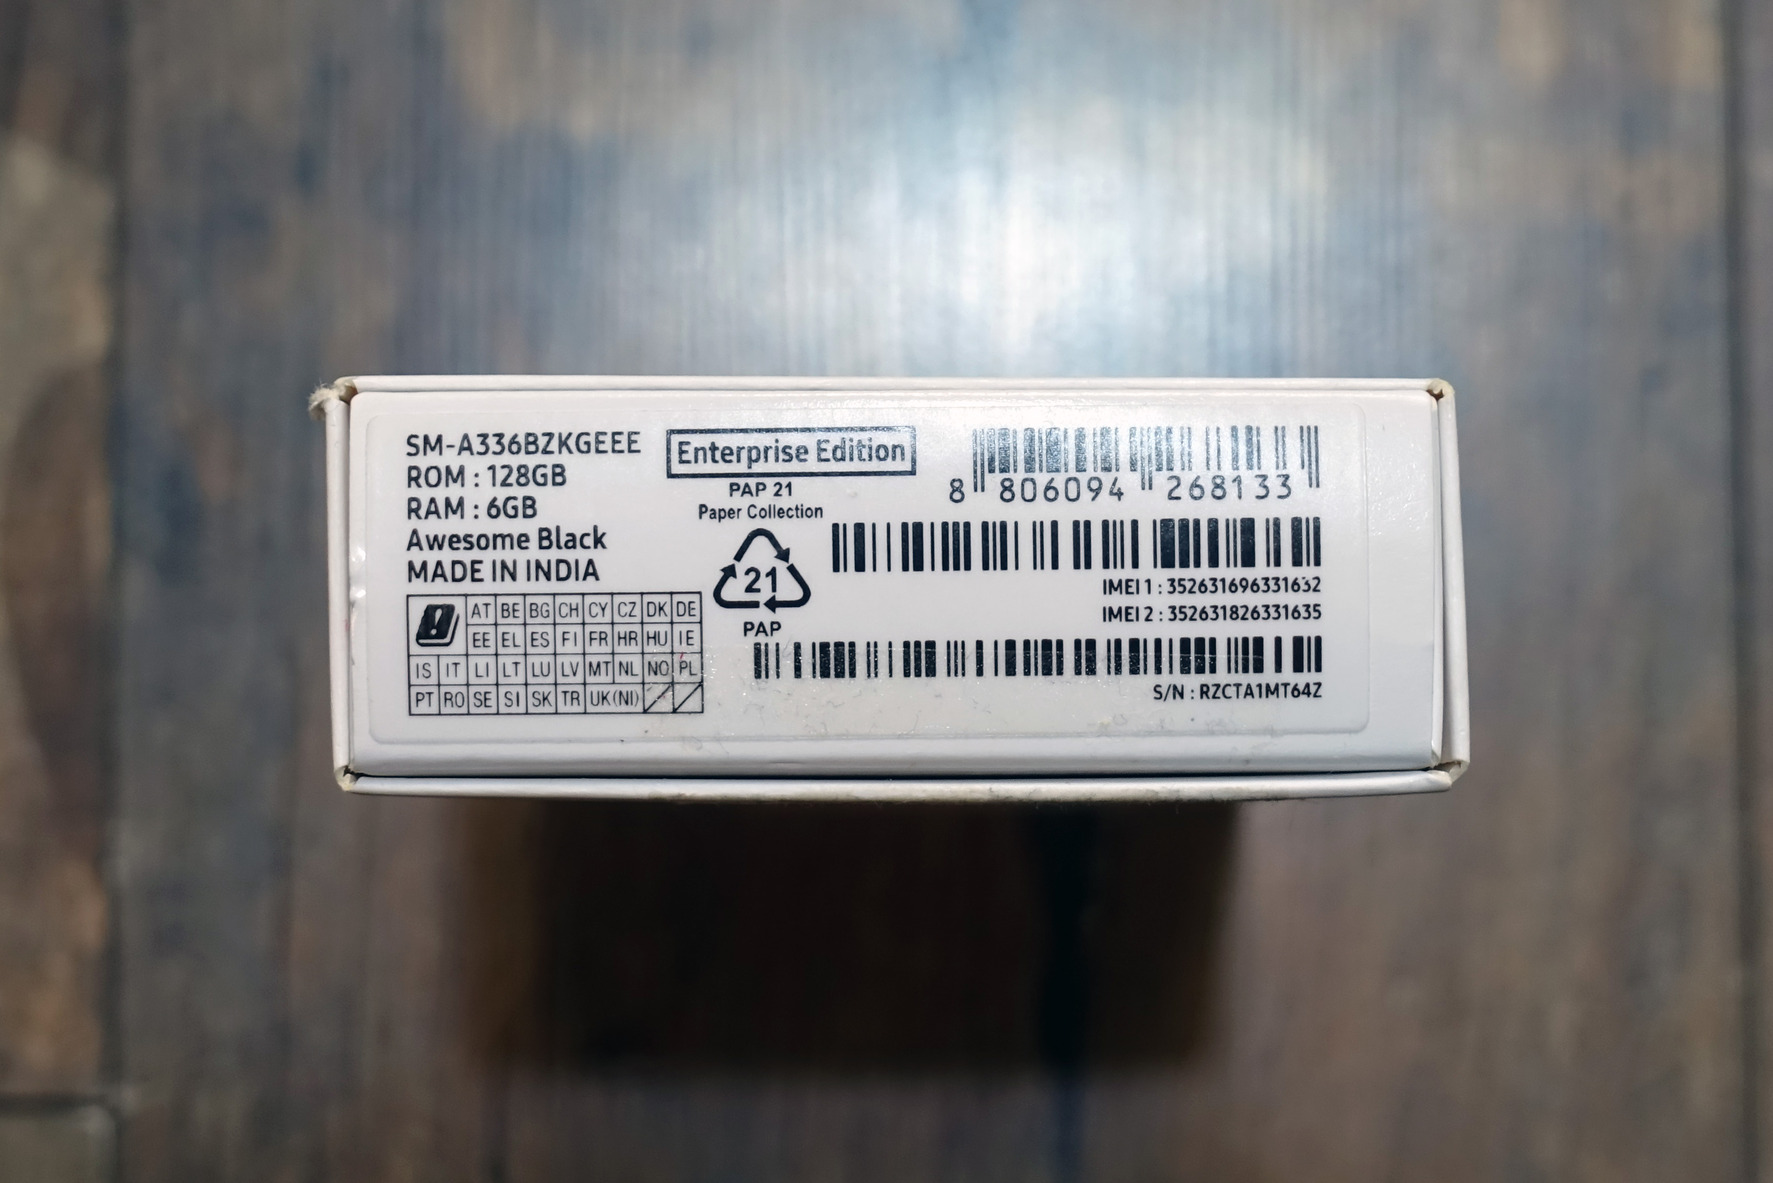 SM-A336BZKGEEE
ROM : 128GB
RAM : 6GB
Awesome Black
MADE IN INDIA
AT BE BG CH CY CZ DK DE
EE EL ES FI FR HR HU IE
IS IT LI LT LU LV MT NL NO PL
PT RO SE SI SK TR UK(NI)
Enterprise Edition
PAP 21
Paper Collection
21
PAP
8 806094 268133
IMEI 1 : 352631696331632
IMEI 2 : 352631826331635
S/N : RZCTA1MT64Z